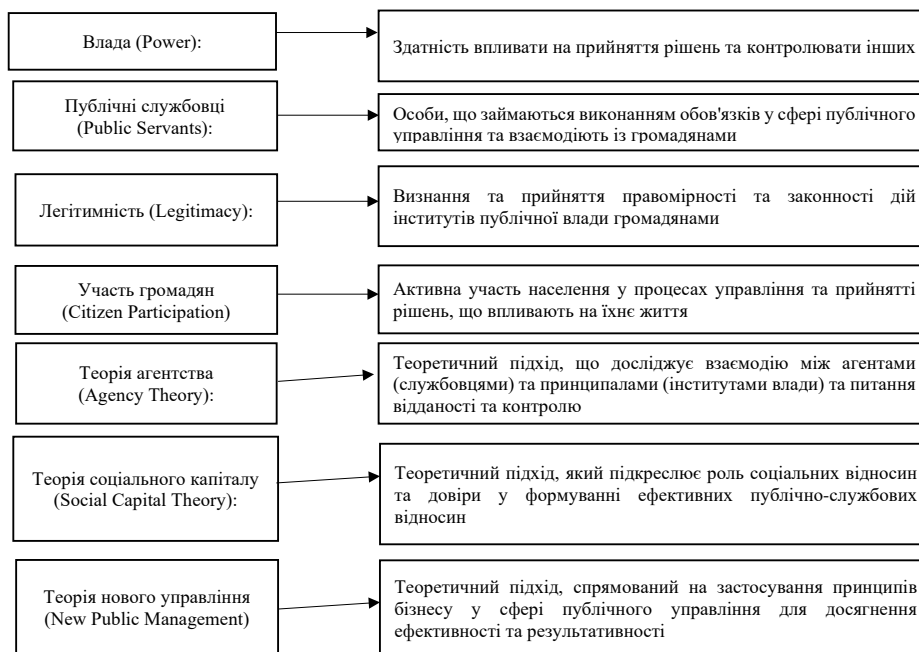 Влада (Power):
Здатність впливати на прийняття рішень та контролювати інших
Публічні службовці
(Public Servants):
Особи, що займаються виконанням обов'язків у сфері публічного
управління та взаємодіють із громадянами
Легітимність (Legitimacy):
Визнання та прийняття правомірності та законності дій
інститутів публічної влади громадянами
Участь громадян
(Citizen Participation)
Активна участь населення у процесах управління та прийнятті
рішень, що впливають на їхнє життя
Теорія агентства
(Agency Theory):
Теоретичний підхід, що досліджує взаємодію між агентами
(службовцями) та принципалами (інститутами влади) та питання
відданості та контролю
Теорія соціального капіталу
(Social Capital Theory):
Теоретичний підхід, який підкреслює роль соціальних відносин
та довіри у формуванні ефективних публічно-службових
відносин
Теорія нового управління
(New Public Management)
Теоретичний підхід, спрямований на застосування принципів
бізнесу у сфері публічного управління для досягнення
ефективності та результативності